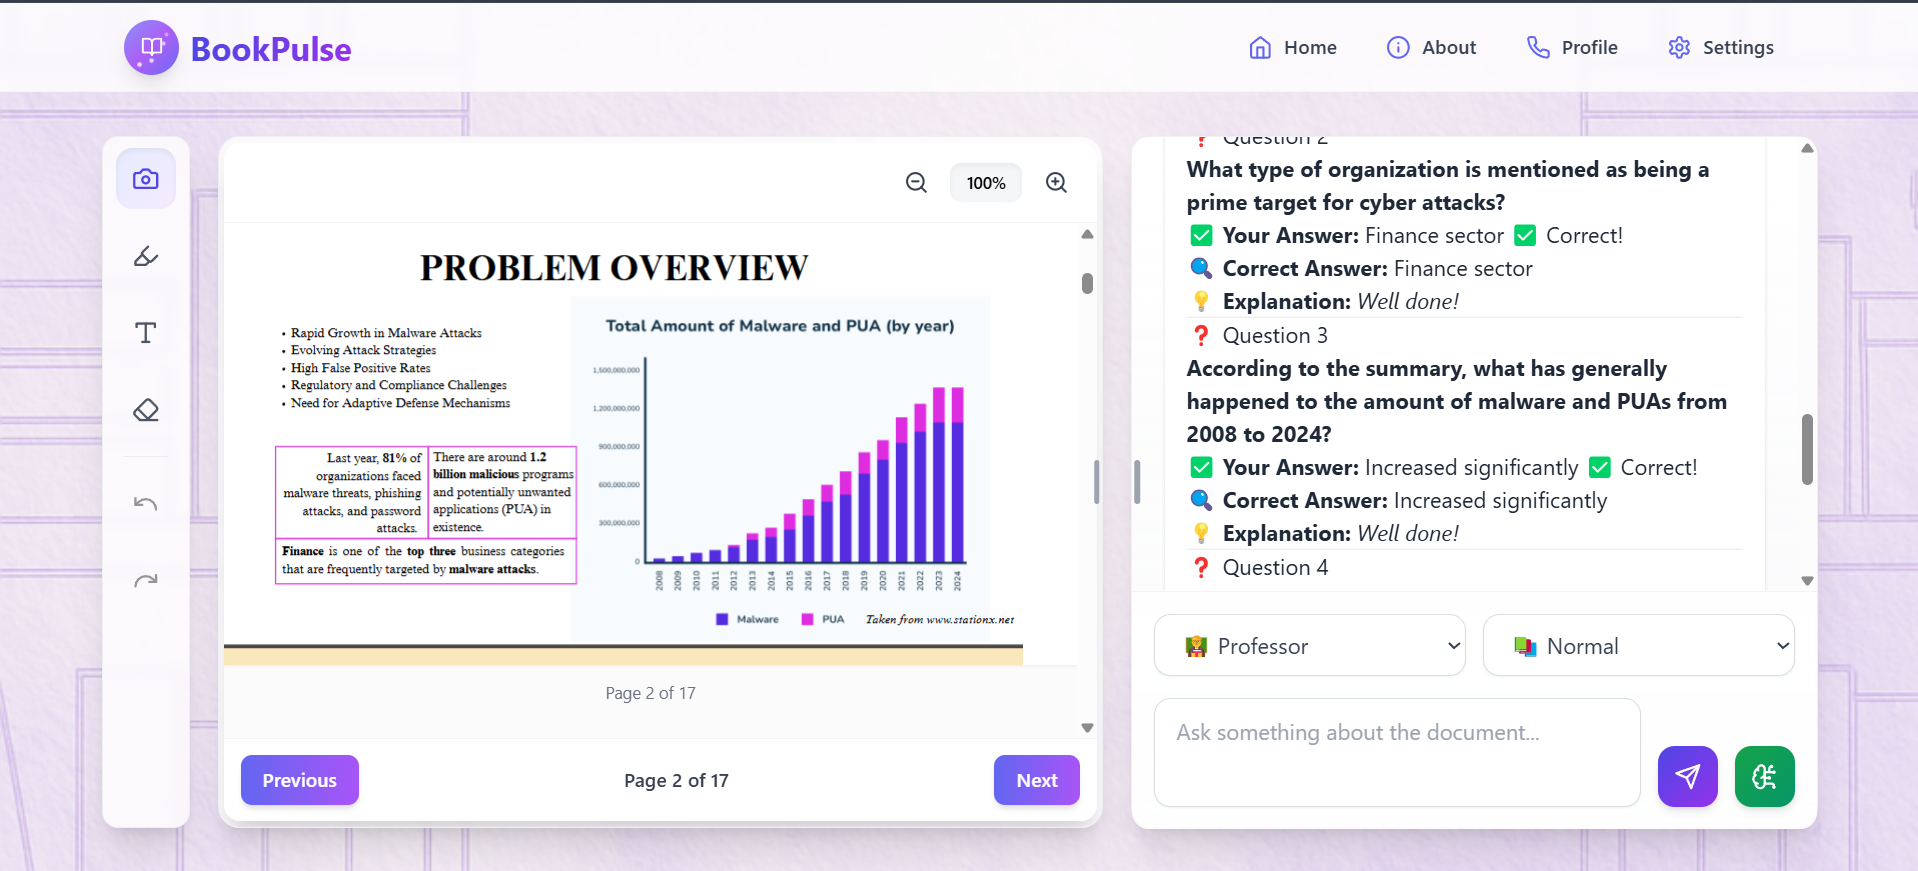 BookPulse
Home
About
Profile
Settings
100%
PROBLEM OVERVIEW
• Rapid Growth in Malware Attacks
• Evolving Attack Strategies
• High False Positive Rates
• Regulatory and Compliance Challenges
• Need for Adaptive Defense Mechanisms
Last year, 81% of
organizations faced
malware threats, phishing
attacks, and password
attacks.
There are around 1.2
billion malicious programs
and potentially unwanted
applications (PUA) in
existence.
Finance is one of the top three business categories
that are frequently targeted by malware attacks.
Total Amount of Malware and PUA (by year)
1,500,000,000
1,200,000,000
900,000,000
600,000,000
300,000,000
0
2008 2009 2010 2011 2012 2013 2014 2015 2016 2017 2018 2019 2020 2021 2022 2023 2024
Malware PUA Taken from www.stationx.net
Page 2 of 17
Previous
Page 2 of 17
Next
❓ Question 2
What type of organization is mentioned as being a
prime target for cyber attacks?
✅ Your Answer: Finance sector ✅ Correct!
🔍 Correct Answer: Finance sector
💡 Explanation: Well done!
❓ Question 3
According to the summary, what has generally
happened to the amount of malware and PUAs from
2008 to 2024?
✅ Your Answer: Increased significantly ✅ Correct!
🔍 Correct Answer: Increased significantly
💡 Explanation: Well done!
❓ Question 4
Professor
Normal
Ask something about the document...